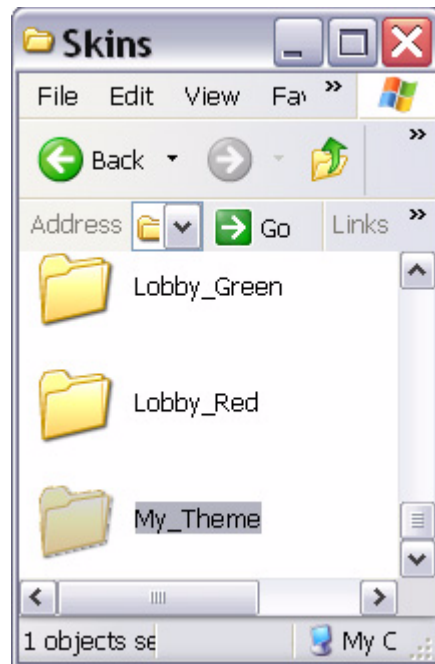 Skins
File Edit View Fa »
Back »
Address Go Links »
Lobby_Green
Lobby_Red
My_Theme
1 objects se My C